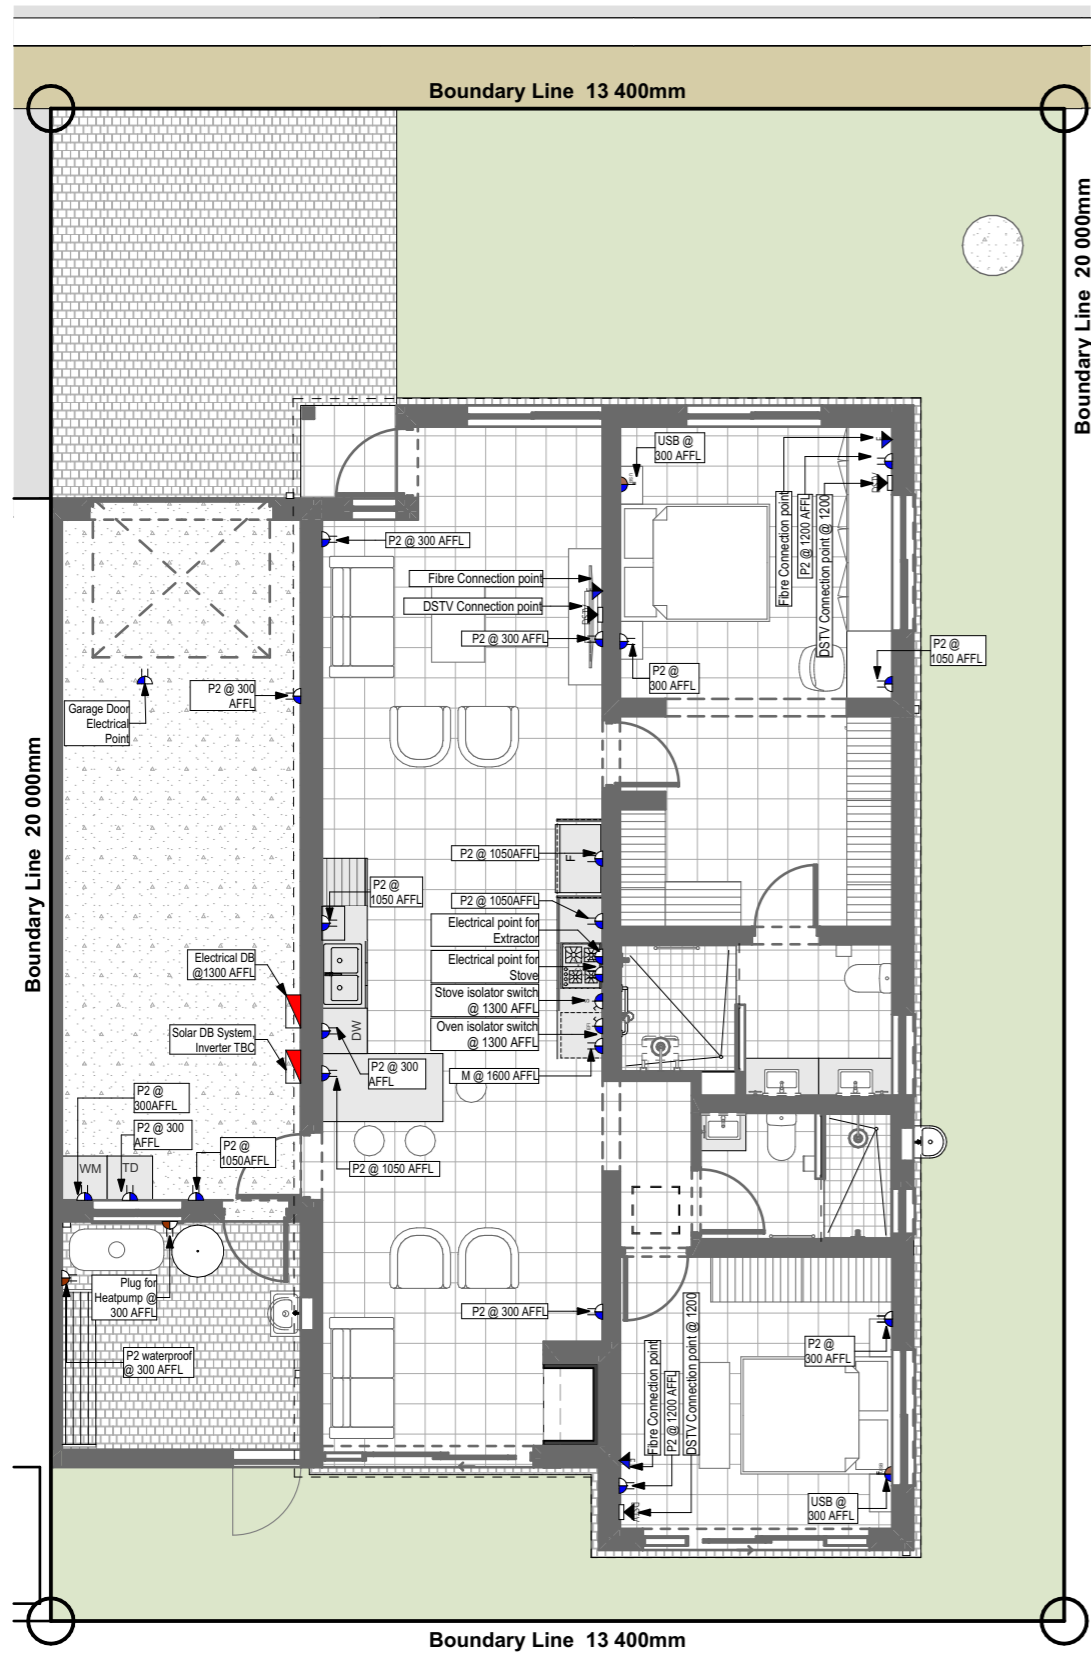 Boundary Line 13 400mm
Boundary Line 20 000mm
Boundary Line 20 000mm
USB @
300 AFFL
Fibre Connection point
P2 @ 1200 AFFL
DSTV Connection point @ 1200
DSTV
P2 @ 300 AFFL
Fibre Connection point
DSTV Connection point
P2 @ 300 AFFL
P2 @
300 AFFL
P2 @
1050 AFFL
P2 @ 300
AFFL
Garage Door
Electrical
Point
P2 @ 1050AFFL
F
P2 @
1050 AFFL
P2 @ 1050AFFL
Electrical point for
Extractor
Electrical point for
Stove
Stove isolator switch
@ 1300 AFFL
Oven isolator switch
@ 1300 AFFL
M @ 1600 AFFL
Electrical DB
@1300 AFFL
Solar DB System,
Inverter TBC
DW
P2 @ 300
AFFL
P2 @
300AFFL
P2 @ 300
AFFL
P2 @
1050AFFL
P2 @ 1050 AFFL
WM
TD
Plug for
Heatpump @
300 AFFL
P2 waterproof
@ 300 AFFL
P2 @ 300 AFFL
Fibre Connection point
P2 @ 1200 AFFL
DSTV Connection point @ 1200
P2 @
300 AFFL
USB @
300 AFFL
DSTV
Boundary Line 13 400mm